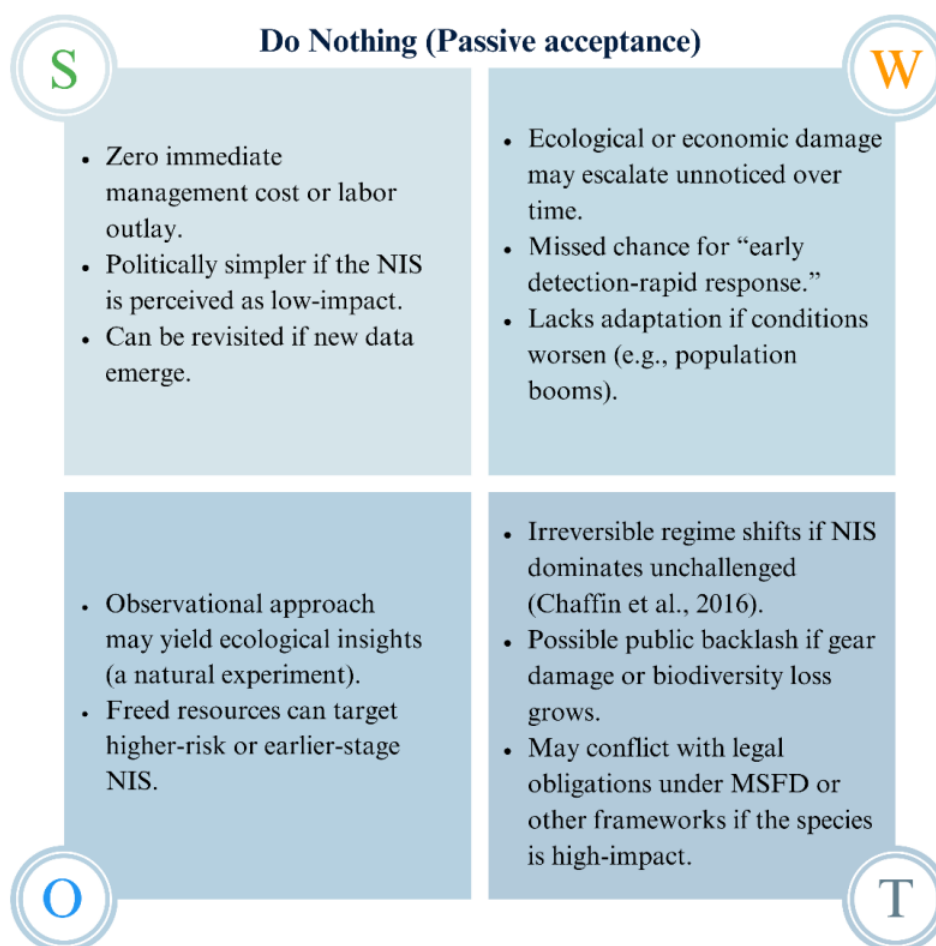 Do Nothing (Passive acceptance)
S
• Zero immediate
management cost or labor
outlay.
• Politically simpler if the NIS
is perceived as low-impact.
• Can be revisited if new data
emerge.
W
• Ecological or economic damage
may escalate unnoticed over
time.
• Missed chance for “early
detection-rapid response.”
• Lacks adaptation if conditions
worsen (e.g., population
booms).
• Observational approach
may yield ecological insights
(a natural experiment).
• Freed resources can target
higher-risk or earlier-stage
NIS.
O
• Irreversible regime shifts if NIS
dominates unchallenged
(Chaffin et al., 2016).
• Possible public backlash if gear
damage or biodiversity loss
grows.
• May conflict with legal
obligations under MSFD or
other frameworks if the species
is high-impact.
T